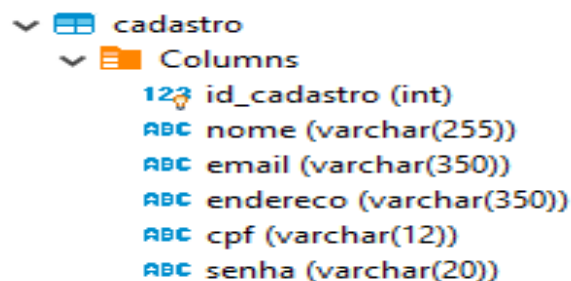 cadastro
Columns
123 id_cadastro (int)
ABC nome (varchar(255))
ABC email (varchar(350))
ABC endereco (varchar(350))
ABC cpf (varchar(12))
ABC senha (varchar(20))